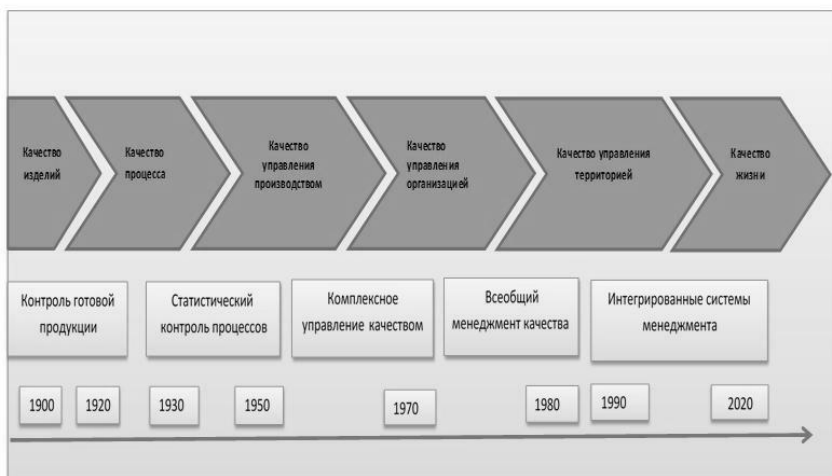 Качество
изделий
Качество
процесса
Качество
управления
производством
Качество
управления
организацией
Качество управления
территорией
Качество
жизни
Контроль готовой
продукции
Статистический
контроль процессов
Комплексное
управление качеством
Всеобщий
менеджмент качества
Интегрированные системы
менеджмента
1900
1920
1930
1950
1970
1980
1990
2020